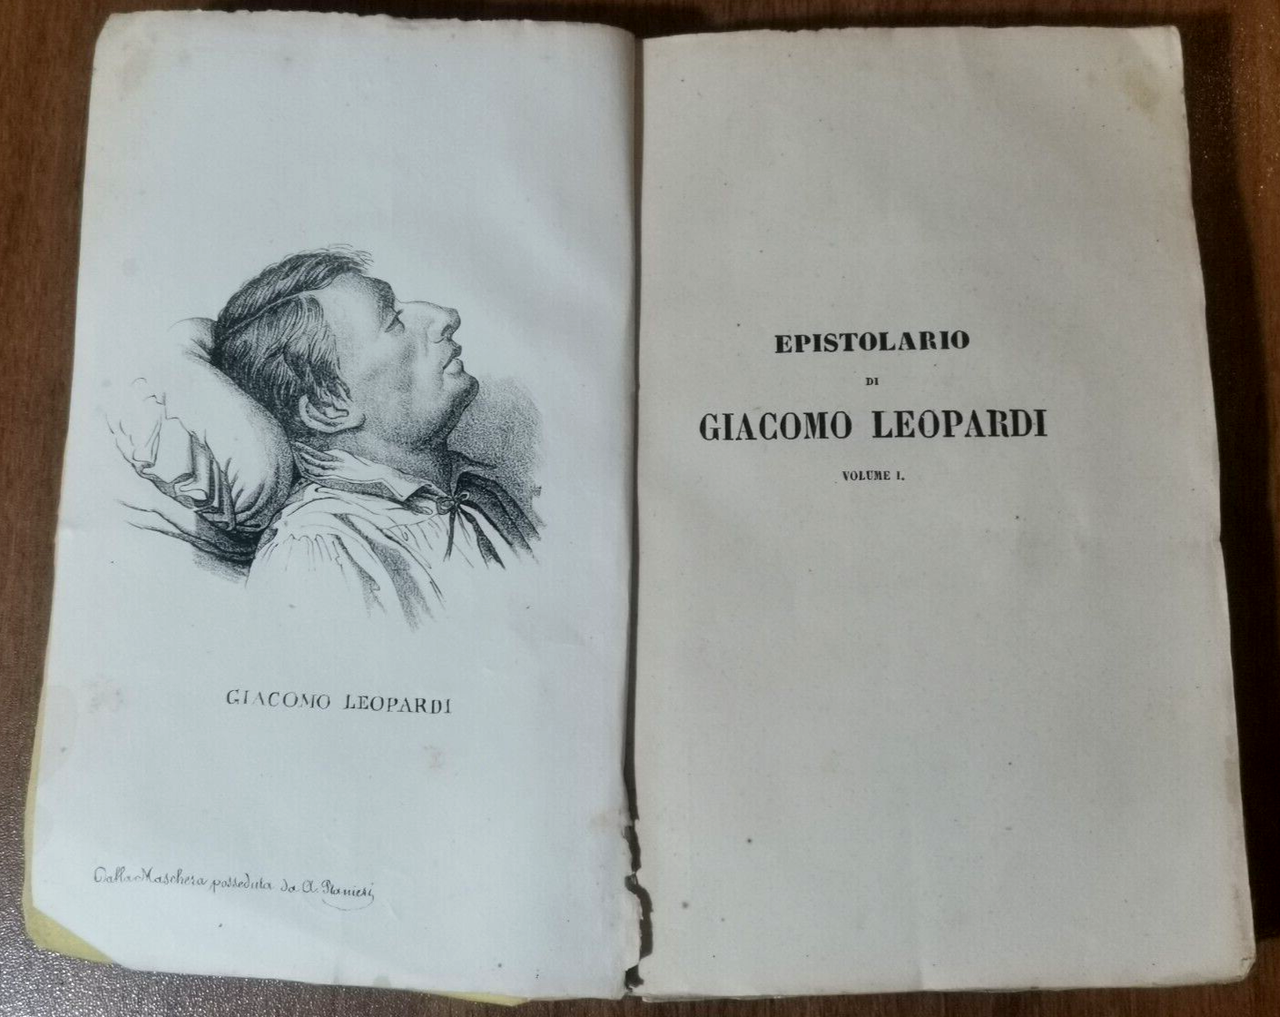 GIACOMO LEOPARDI
Dalla Maschera posseduta da A. Ranieri
EPISTOLARIO
DI
GIACOMO LEOPARDI
VOLUME I.